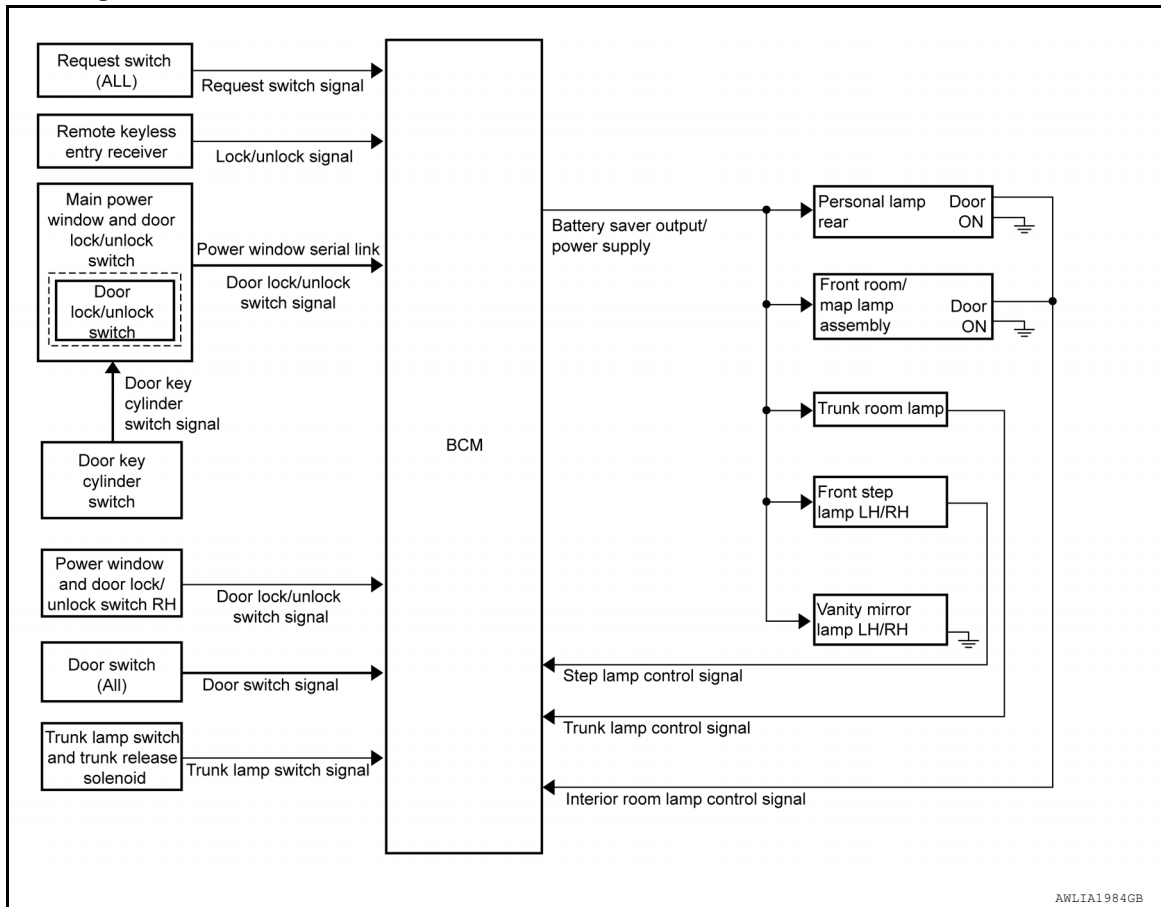 Request switch
(ALL)
Request switch signal
Remote keyless
entry receiver
Lock/unlock signal
Main power
window and door
lock/unlock
switch
Door
lock/unlock
switch
Power window serial link
Door lock/unlock
switch signal
Door key
cylinder
switch signal
Door key
cylinder
switch
Power window
and door lock/
unlock switch RH
Door lock/unlock
switch signal
Door switch
(All)
Door switch signal
Trunk lamp switch
and trunk release
solenoid
Trunk lamp switch signal
BCM
Battery saver output/
power supply
Personal lamp Door
rear ON
Front room/
map lamp Door
assembly ON
Trunk room lamp
Front step
lamp LH/RH
Vanity mirror
lamp LH/RH
Step lamp control signal
Trunk lamp control signal
Interior room lamp control signal
AWLIA1984GB